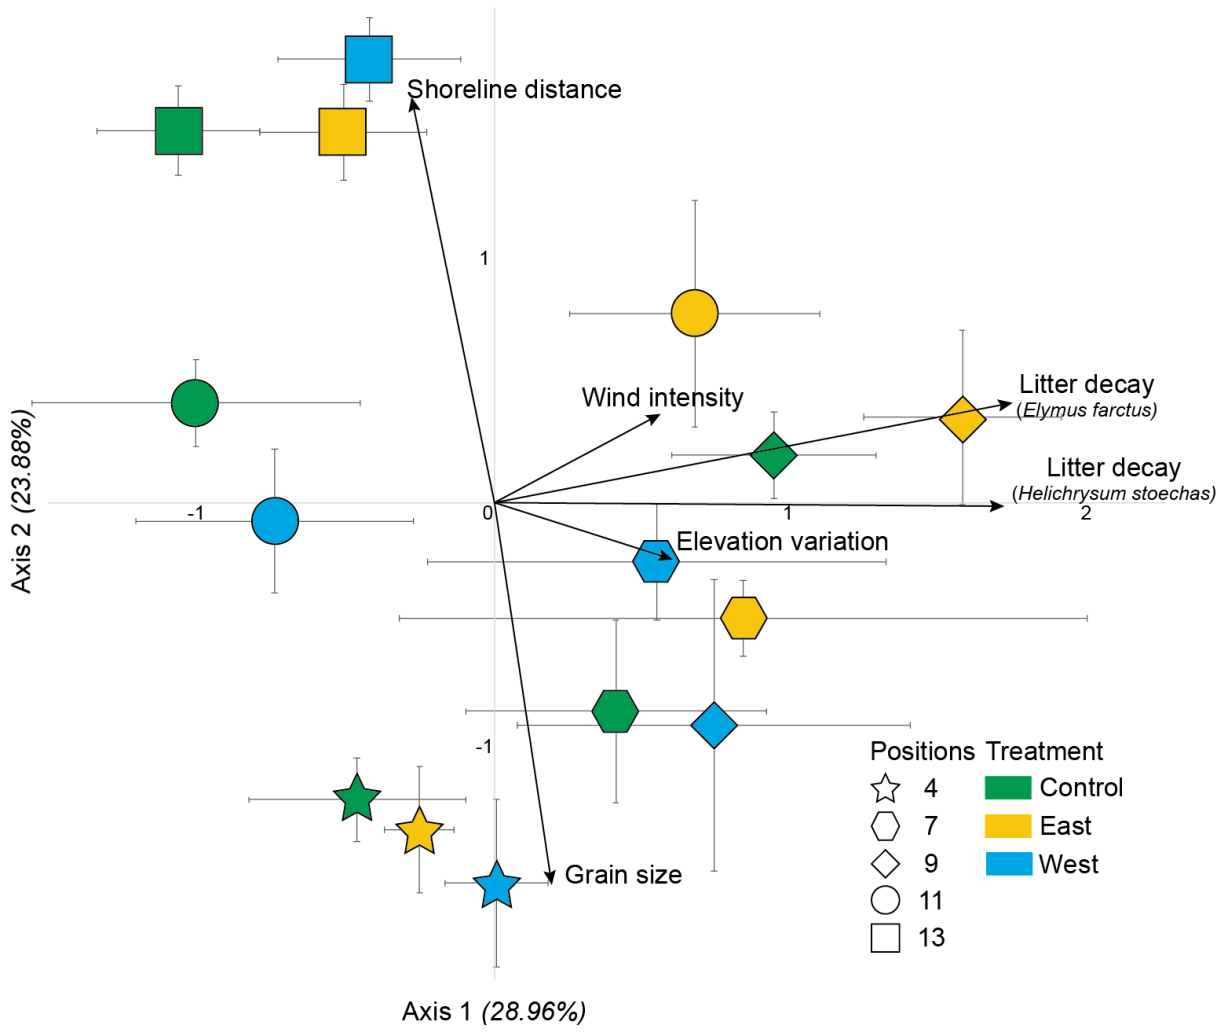 Shoreline distance
1
Wind intensity
Litter decay
(Elymus farctus)
Litter decay
(Helichrysum stoechas)
-1
0
1
2
Elevation variation
Axis 2 (23.88%)
-1
Grain size
Positions Treatment
4 Control
7 East
9 West
11
13
Axis 1 (28.96%)